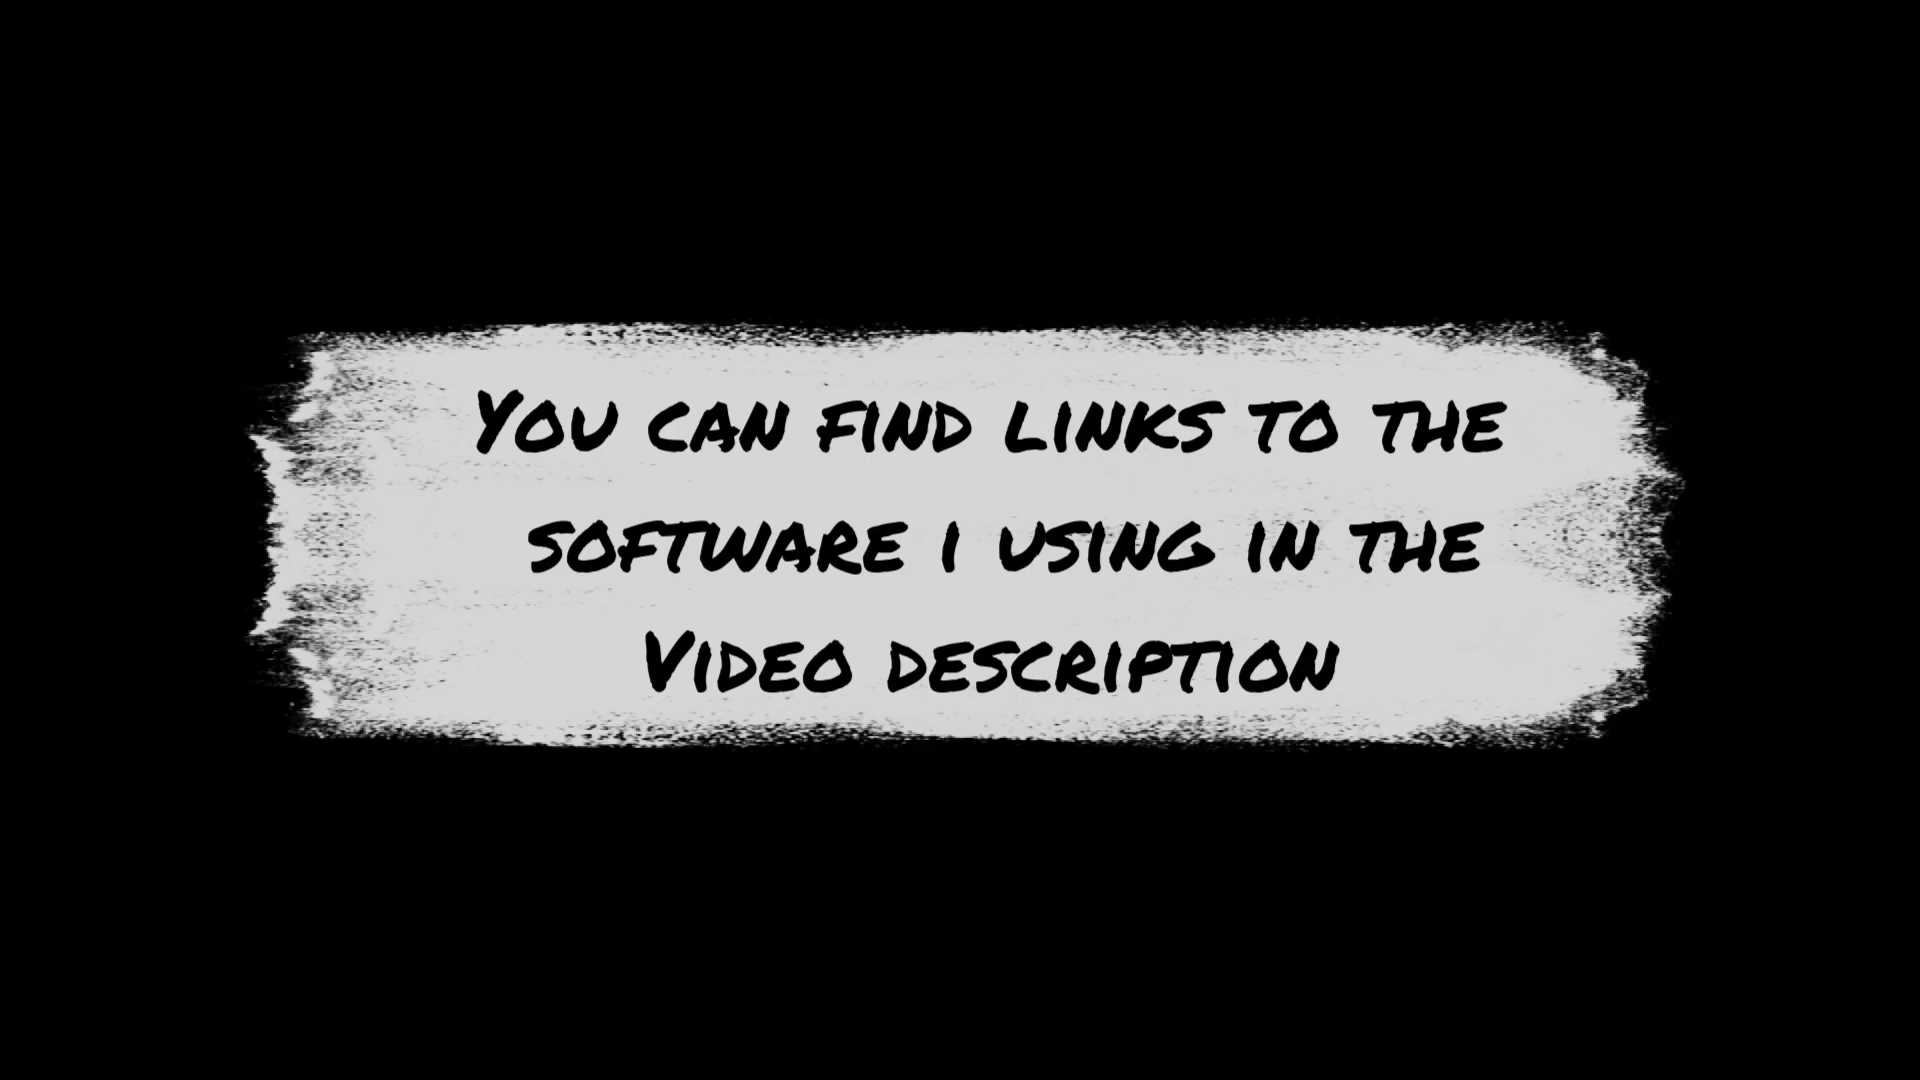 You can find links to the
software i using in the
Video description